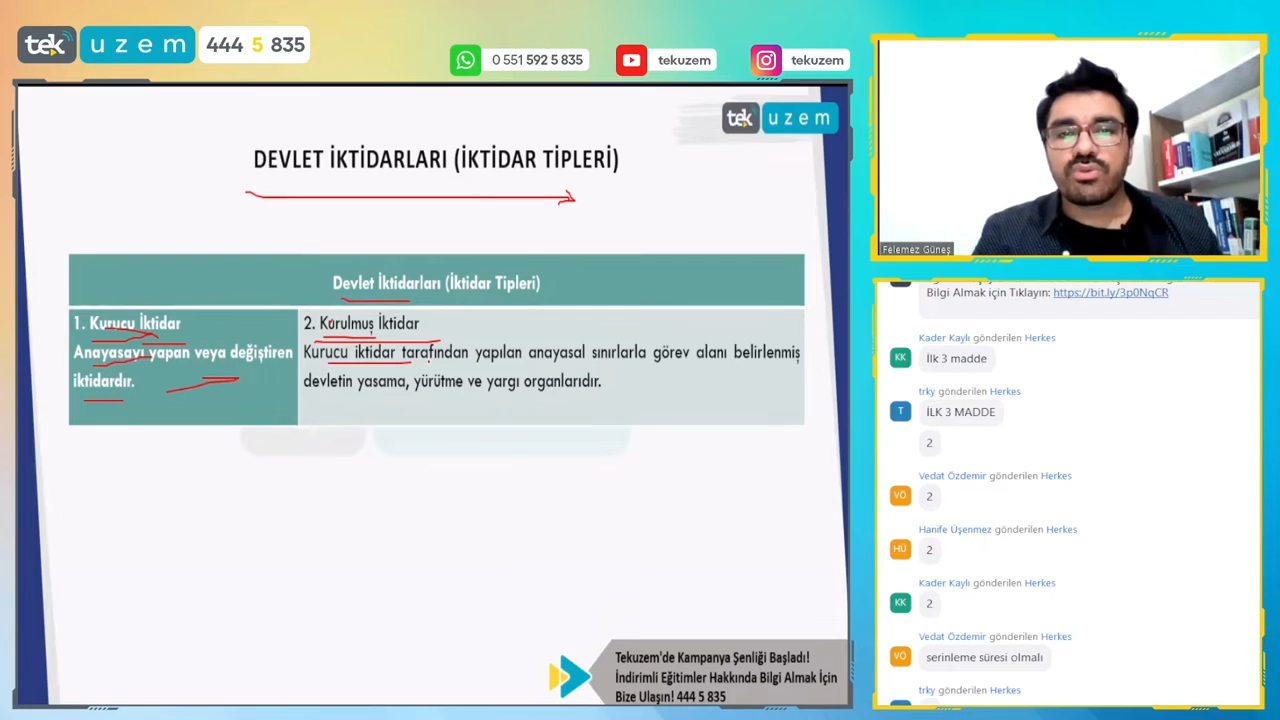 tek uzem 444 5 835
0 551 592 5 835
tekuzem
tekuzem
tek uzem
DEVLET İKTİDARLARI (İKTİDAR TİPLERİ)
Devlet İktidarları (İktidar Tipleri)
1. Kurucu İktidar
Anayasayı yapan veya değiştiren
iktidardır.
2. Korulmuş İktidar
Kurucu iktidar tarafından yapılan anayasal sınırlarla görev alanı belirlenmiş
devletin yasama, yürütme ve yargı organlarıdır.
Tekuzem'de Kampanya Şenliği Başladı!
İndirimli Eğitimler Hakkında Bilgi Almak İçin
Bize Ulaşın! 444 5 835
Felemez Güneş
Bilgi Almak için Tıklayın: https://bit.ly/3p0NqCR
Kader Kaylı gönderilen Herkes
KK İlk 3 madde
trky gönderilen Herkes
T İLK 3 MADDE
2
Vedat Özdemir gönderilen Herkes
VÖ 2
Hanife Üşenmez gönderilen Herkes
HÜ 2
Kader Kaylı gönderilen Herkes
KK 2
Vedat Özdemir gönderilen Herkes
VÖ serinleme süresi olmalı
trky gönderilen Herkes